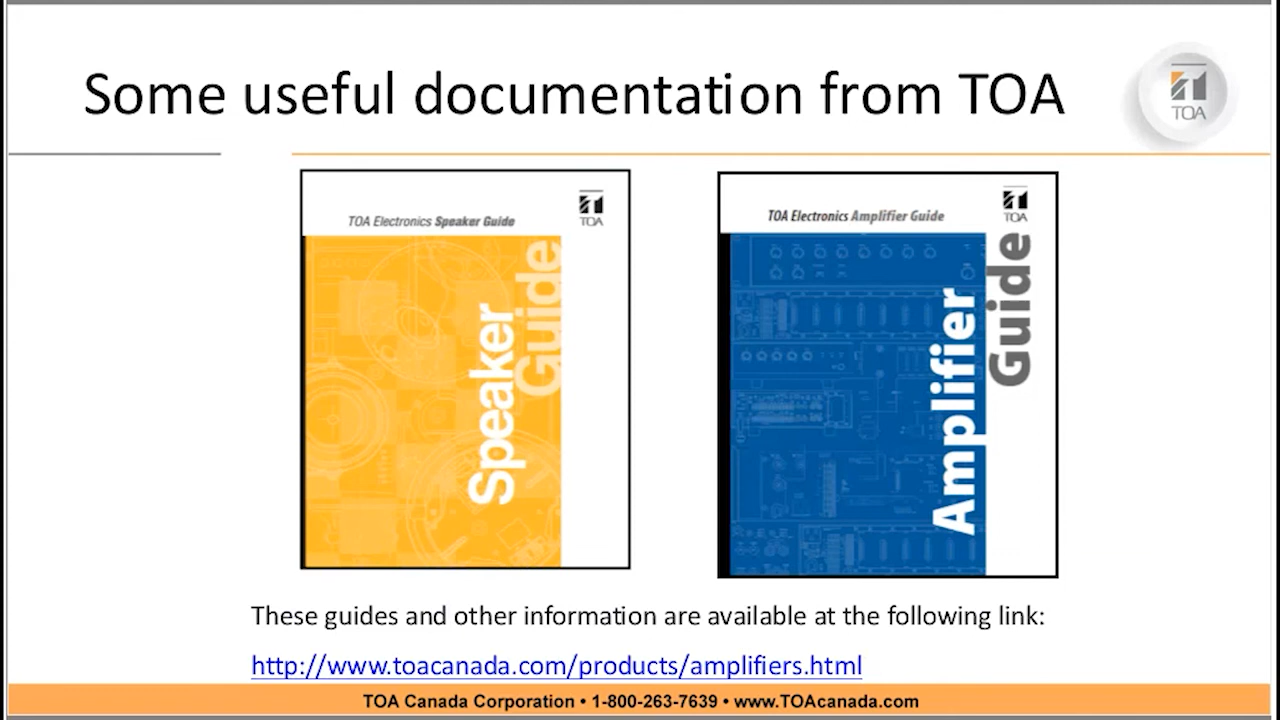 Some useful documentation from TOA
TOA
TOA Electronics Speaker Guide
TOA
Speaker
Guide
TOA Electronics Amplifier Guide
TOA
Amplifier
Guide
These guides and other information are available at the following link:
http://www.toacanada.com/products/amplifiers.html
TOA Canada Corporation • 1-800-263-7639 • www.TOAcanada.com